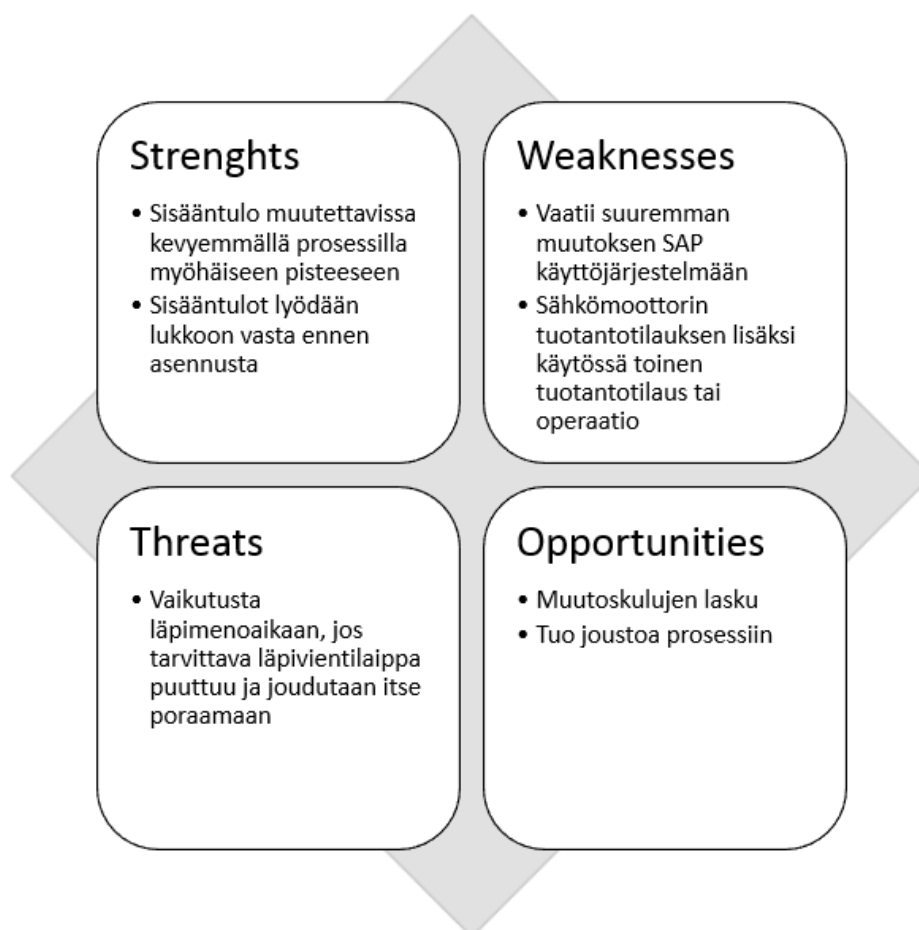 Strenghts
• Sisääntulo muutettavissa
kevyemmällä prosessilla
myöhäiseen pisteeseen
• Sisääntulot lyödään
lukkoon vasta ennen
asennusta
Weaknesses
• Vaatii suuremman
muutoksen SAP
käyttöjärjestelmään
• Sähkömoottorin
tuotantotilauksen lisäksi
käytössä toinen
tuotantotilaus tai
operaatio
Threats
• Vaikutusta
läpimenoaikaan, jos
tarvittava läpivientilaippa
puuttuu ja joudutaan itse
poraamaan
Opportunities
• Muutoskulujen lasku
• Tuo joustoa prosessiin